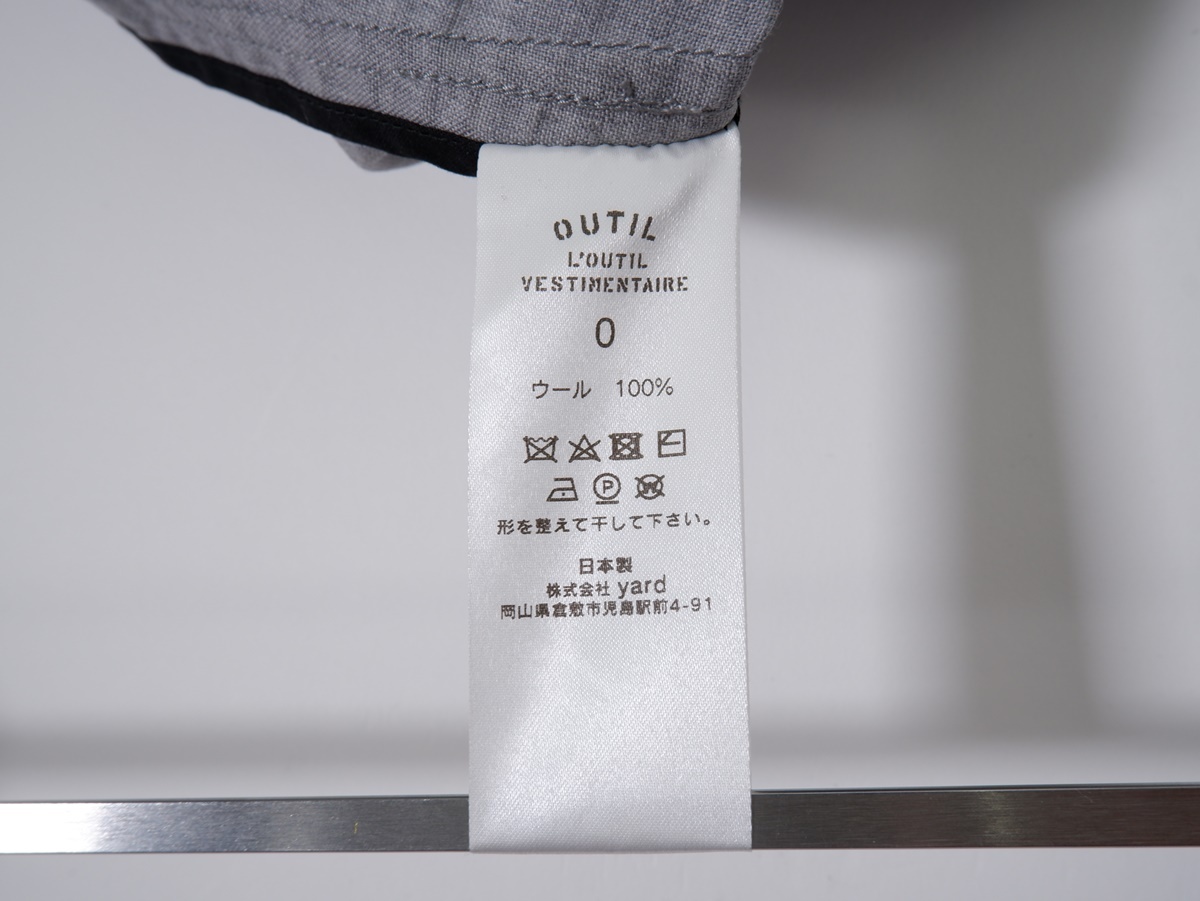 OUTIL
L'OUTIL
VESTIMENTAIRE
0
ウール 100%
P
W
形を整えて干して下さい。
日本製
株式会社 yard
岡山県倉敷市児島駅前4-91